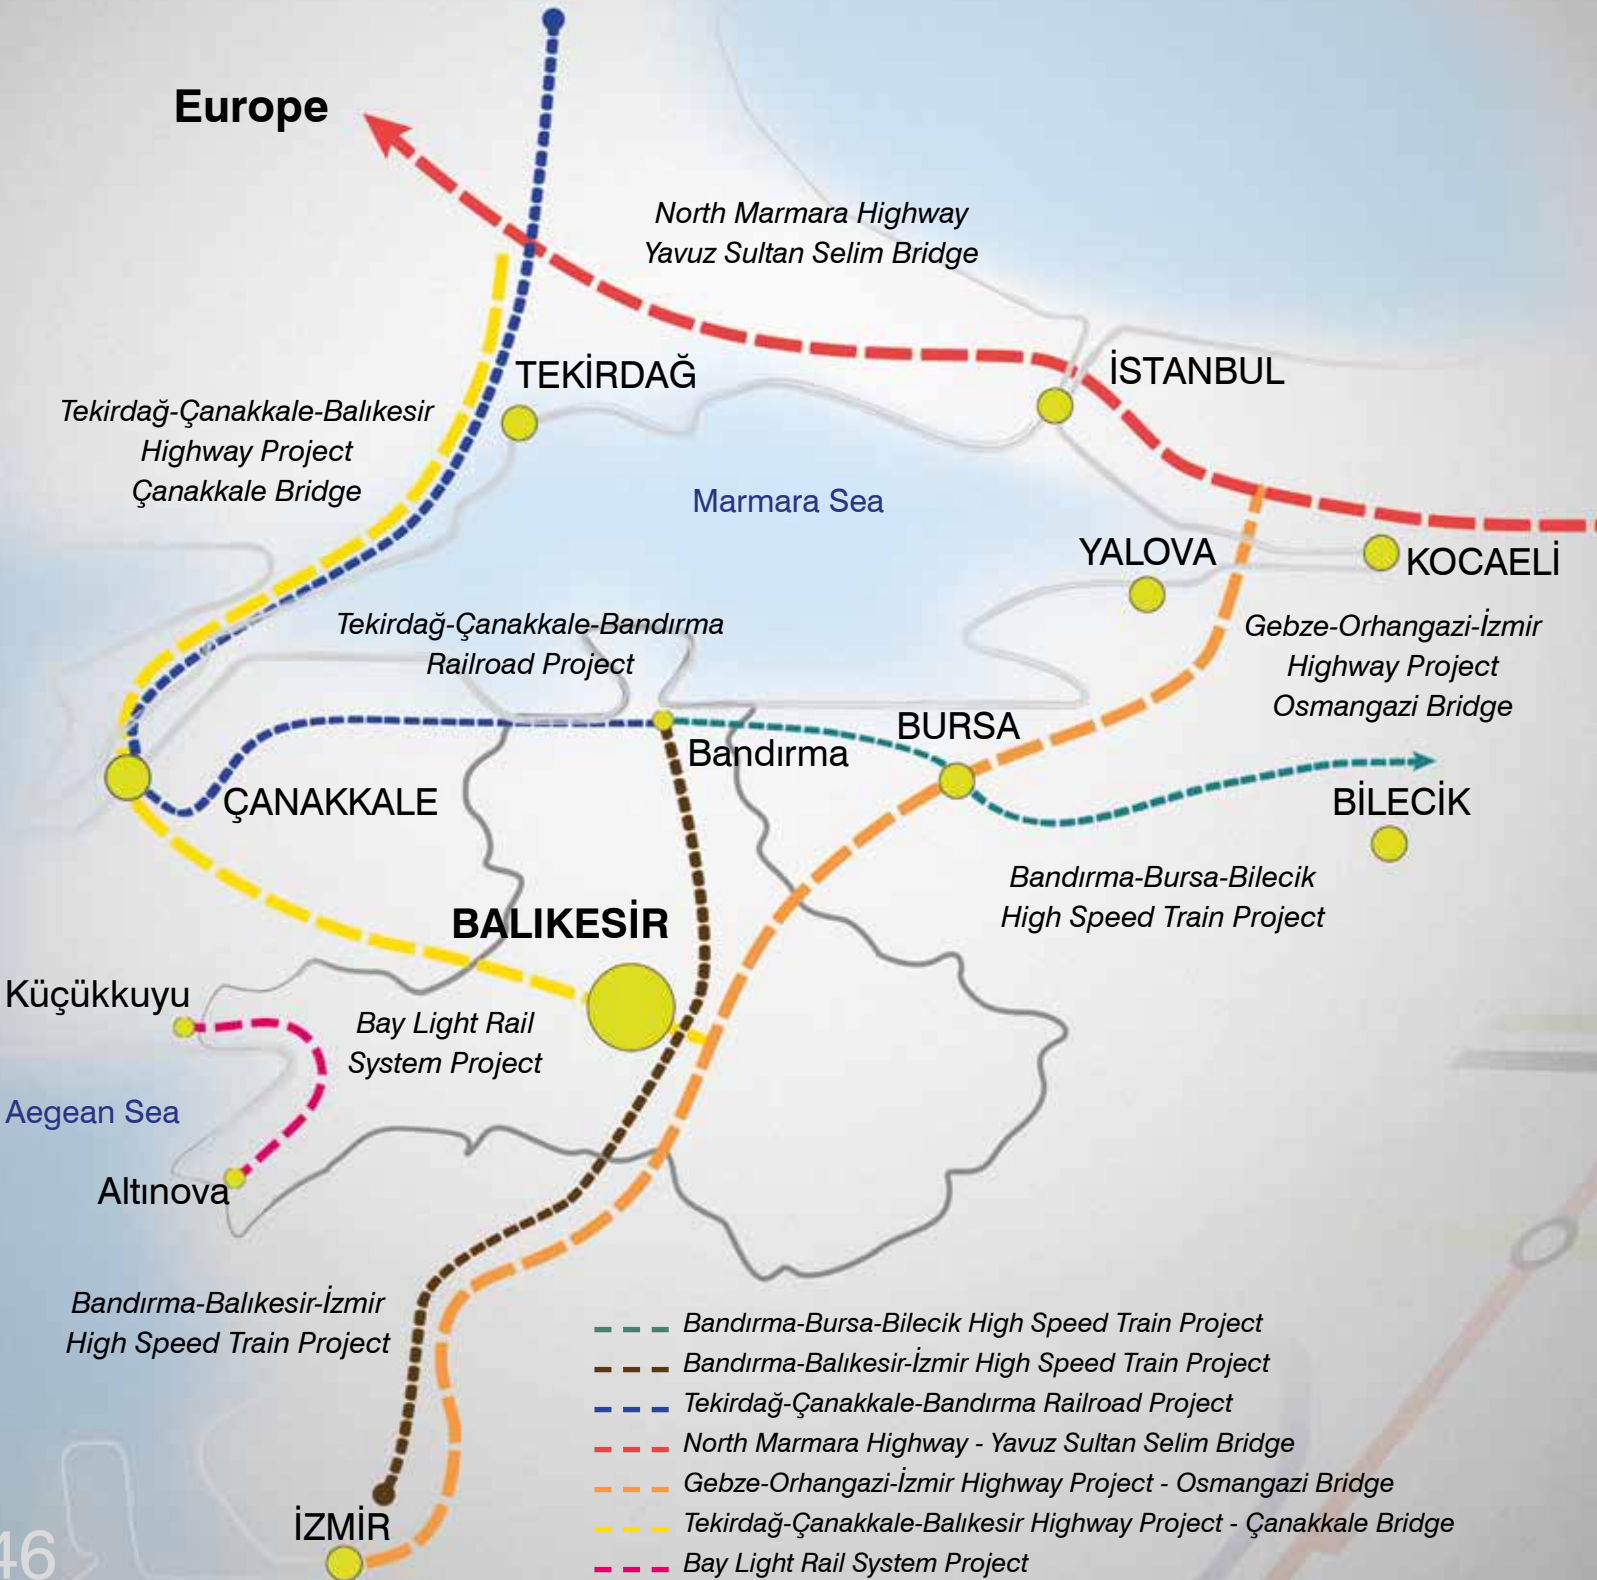 Europe
North Marmara Highway
Yavuz Sultan Selim Bridge
TEKİRDAĞ
İSTANBUL
Tekirdağ-Çanakkale-Balıkesir
Highway Project
Çanakkale Bridge
Marmara Sea
YALOVA
KOCAELİ
Tekirdağ-Çanakkale-Bandırma
Railroad Project
Gebze-Orhangazi-İzmir
Highway Project
Osmangazi Bridge
BURSA
Bandırma
ÇANAKKALE
BİLECİK
Bandırma-Bursa-Bilecik
High Speed Train Project
BALIKESİR
Küçükkuyu
Bay Light Rail
System Project
Aegean Sea
Altınova
Bandırma-Balıkesir-İzmir
High Speed Train Project
Bandırma-Bursa-Bilecik High Speed Train Project
Bandırma-Balıkesir-İzmir High Speed Train Project
Tekirdağ-Çanakkale-Bandırma Railroad Project
North Marmara Highway - Yavuz Sultan Selim Bridge
Gebze-Orhangazi-İzmir Highway Project - Osmangazi Bridge
Tekirdağ-Çanakkale-Balıkesir Highway Project - Çanakkale Bridge
Bay Light Rail System Project
İZMİR
46